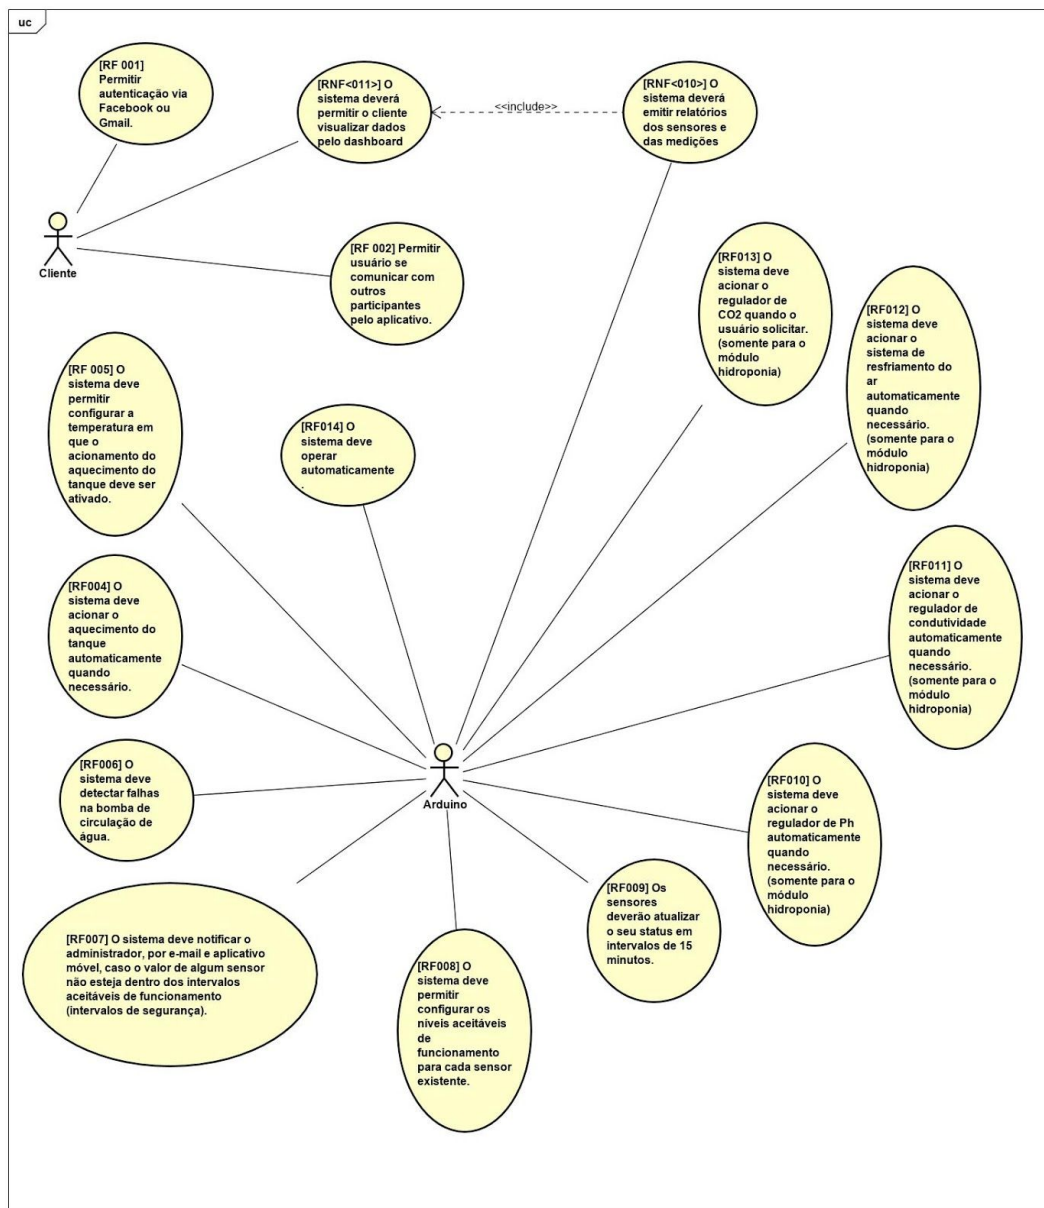 uc
[RF 001]
Permitir
autenticação via
Facebook ou
Gmail.
[RNF<011>] O
sistema deverá
permitir o cliente
visualizar dados
pelo dashboard
<<include>>
[RNF<010>] O
sistema deverá
emitir relatórios
dos sensores e
das medições
Cliente
[RF 002] Permitir
usuário se
comunicar com
outros
participantes
pelo aplicativo.
[RF013] O
sistema deve
acionar o
regulador de
CO2 quando o
usuário solicitar.
(somente para o
módulo
hidroponia)
[RF012] O
sistema deve
acionar o
sistema de
resfriamento do
ar
automaticamente
quando
necessário.
(somente para o
módulo
hidroponia)
[RF 005] O
sistema deve
permitir
configurar a
temperatura em
que o
acionamento do
aquecimento do
tanque deve ser
ativado.
[RF014] O
sistema deve
operar
automaticamente
.
[RF004] O
sistema deve
acionar o
aquecimento do
tanque
automaticamente
quando
necessário.
[RF011] O
sistema deve
acionar o
regulador de
condutividade
automaticamente
quando
necessário.
(somente para o
módulo
hidroponia)
[RF006] O
sistema deve
detectar falhas
na bomba de
circulação de
água.
Arduino
[RF010] O
sistema deve
acionar o
regulador de Ph
automaticamente
quando
necessário.
(somente para o
módulo
hidroponia)
[RF007] O sistema deve notificar o
administrador, por e-mail e aplicativo
móvel, caso o valor de algum sensor
não esteja dentro dos intervalos
aceitáveis de funcionamento
(intervalos de segurança).
[RF008] O
sistema deve
permitir
configurar os
níveis aceitáveis
de
funcionamento
para cada sensor
existente.
[RF009] Os
sensores
deverão atualizar
o seu status em
intervalos de 15
minutos.